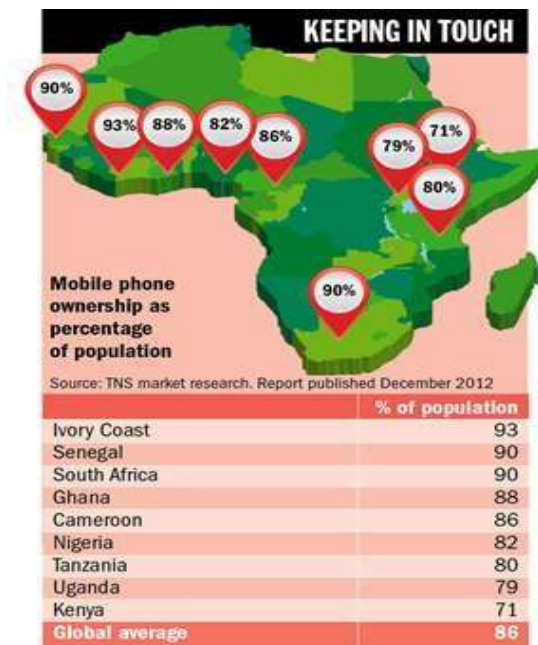 KEEPING IN TOUCH
90%
93%
88%
82%
86%
79%
71%
80%
90%
Mobile phone
ownership as
percentage
of population
Source: TNS market research. Report published December 2012
% of population
Ivory Coast 93
Senegal 90
South Africa 90
Ghana 88
Cameroon 86
Nigeria 82
Tanzania 80
Uganda 79
Kenya 71
Global average 86